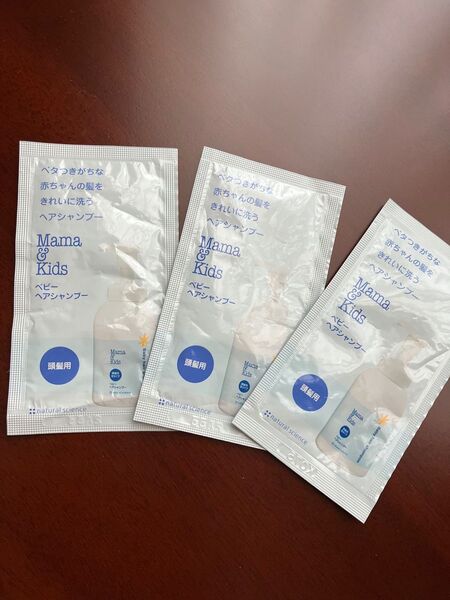 ベタつきがちな
赤ちゃんの髪を
きれいに洗う
ヘアシャンプー
Mama
&
Kids
ベビー
ヘアシャンプー
頭髪用
Mama
&
Kids
natural science
ベタつきがちな
赤ちゃんの髪を
きれいに洗う
ヘアシャンプー
Mama
&
Kids
ベビー
ヘアシャンプー
頭髪用
Mama
&
Kids
natural science
ベタつきがちな
赤ちゃんの髪を
きれいに洗う
ヘアシャンプー
Mama
&
Kids
ベビー
ヘアシャンプー
頭髪用
Mama
&
Kids
natural science